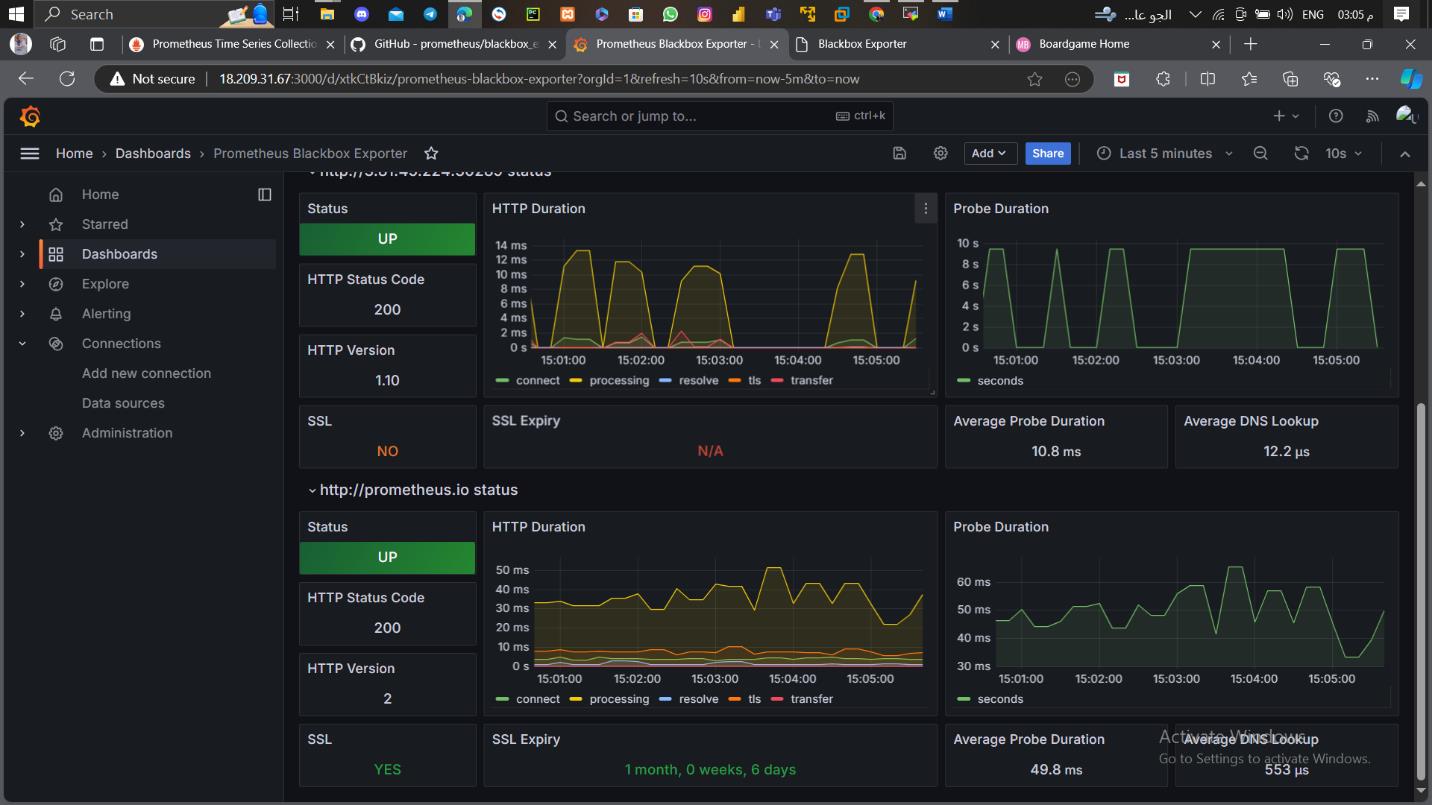 Search
الجو عا...
ENG
03:05 م
Prometheus Time Series Collectio
GitHub - prometheus/blackbox_e
Prometheus Blackbox Exporter -
Blackbox Exporter
MB
Boardgame Home
Not secure
18.209.31.67:3000/d/xtkCtBkiz/prometheus-blackbox-exporter?orgId=1&refresh=10s&from=now-5m&to=now
Search or jump to...
ctrl+k
Home › Dashboards › Prometheus Blackbox Exporter
Add
Share
Last 5 minutes
10s
Home
Starred
Dashboards
Explore
Alerting
Connections
Add new connection
Data sources
Administration
status
Status
UP
HTTP Status Code
200
HTTP Version
1.10
HTTP Duration
14 ms
12 ms
10 ms
8 ms
6 ms
4 ms
2 ms
0 s
15:01:00 15:02:00 15:03:00 15:04:00 15:05:00
connect processing resolve tls transfer
Probe Duration
10 s
8 s
6 s
4 s
2 s
0 s
15:01:00 15:02:00 15:03:00 15:04:00 15:05:00
seconds
SSL
NO
SSL Expiry
N/A
Average Probe Duration
10.8 ms
Average DNS Lookup
12.2 µs
http://prometheus.io status
Status
UP
HTTP Status Code
200
HTTP Version
2
HTTP Duration
50 ms
40 ms
30 ms
20 ms
10 ms
0 s
15:01:00 15:02:00 15:03:00 15:04:00 15:05:00
connect processing resolve tls transfer
Probe Duration
60 ms
50 ms
40 ms
30 ms
15:01:00 15:02:00 15:03:00 15:04:00 15:05:00
seconds
SSL
YES
SSL Expiry
1 month, 0 weeks, 6 days
Average Probe Duration
49.8 ms
Average DNS Lookup
553 µs
Activate Windows
Go to Settings to activate Windows.